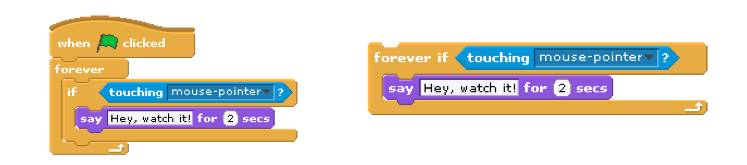 when clicked
forever
if touching mouse-pointer ?
say Hey, watch it! for 2 secs
forever if touching mouse-pointer ?
say Hey, watch it! for 2 secs